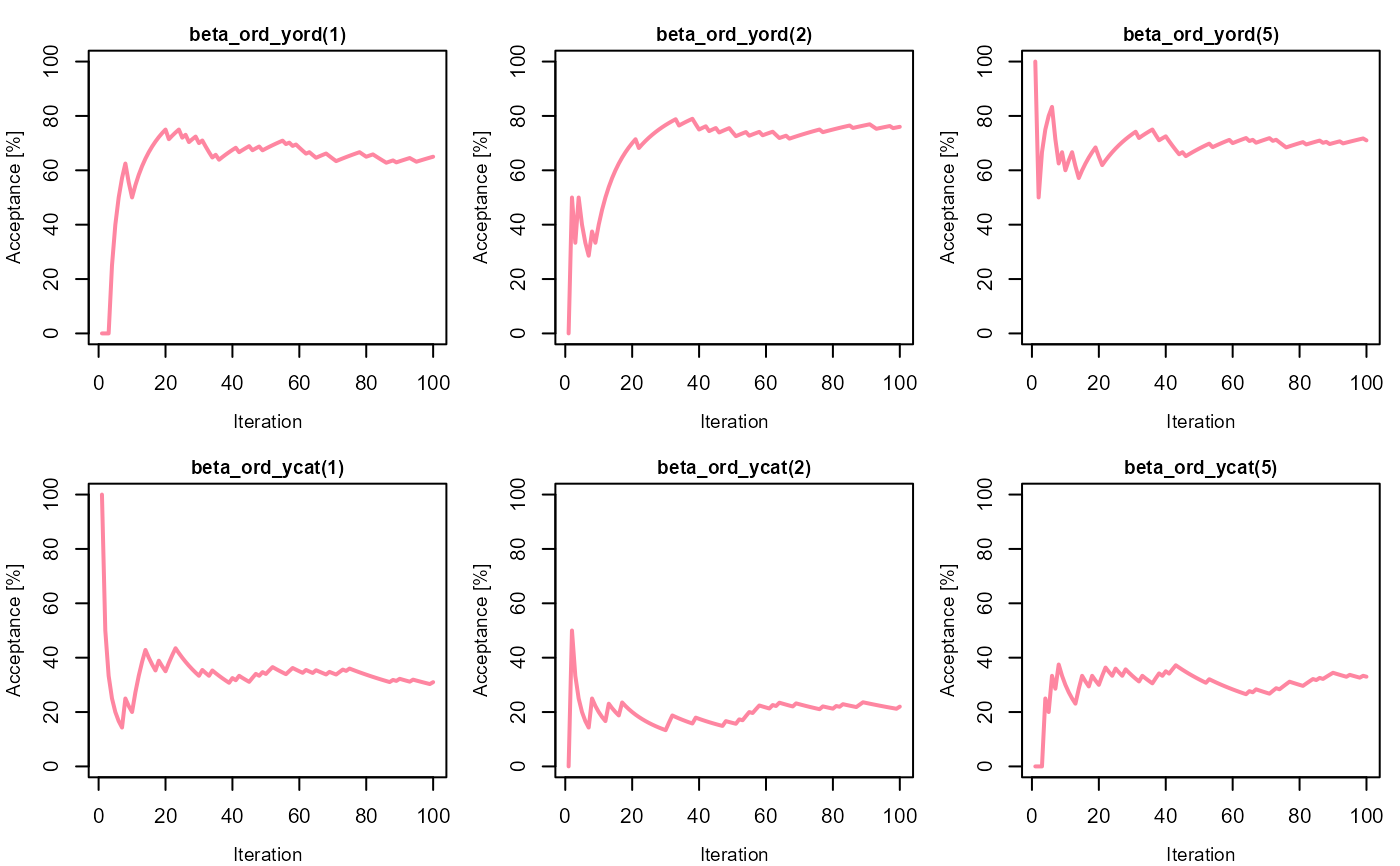 beta_ord_yord(1)
Acceptance [%]
0 20 40 60 80 100
0 20 40 60 80 100
Iteration
beta_ord_yord(2)
Acceptance [%]
0 20 40 60 80 100
0 20 40 60 80 100
Iteration
beta_ord_yord(5)
Acceptance [%]
0 20 40 60 80 100
0 20 40 60 80 100
Iteration
beta_ord_ycat(1)
Acceptance [%]
0 20 40 60 80 100
0 20 40 60 80 100
Iteration
beta_ord_ycat(2)
Acceptance [%]
0 20 40 60 80 100
0 20 40 60 80 100
Iteration
beta_ord_ycat(5)
Acceptance [%]
0 20 40 60 80 100
0 20 40 60 80 100
Iteration